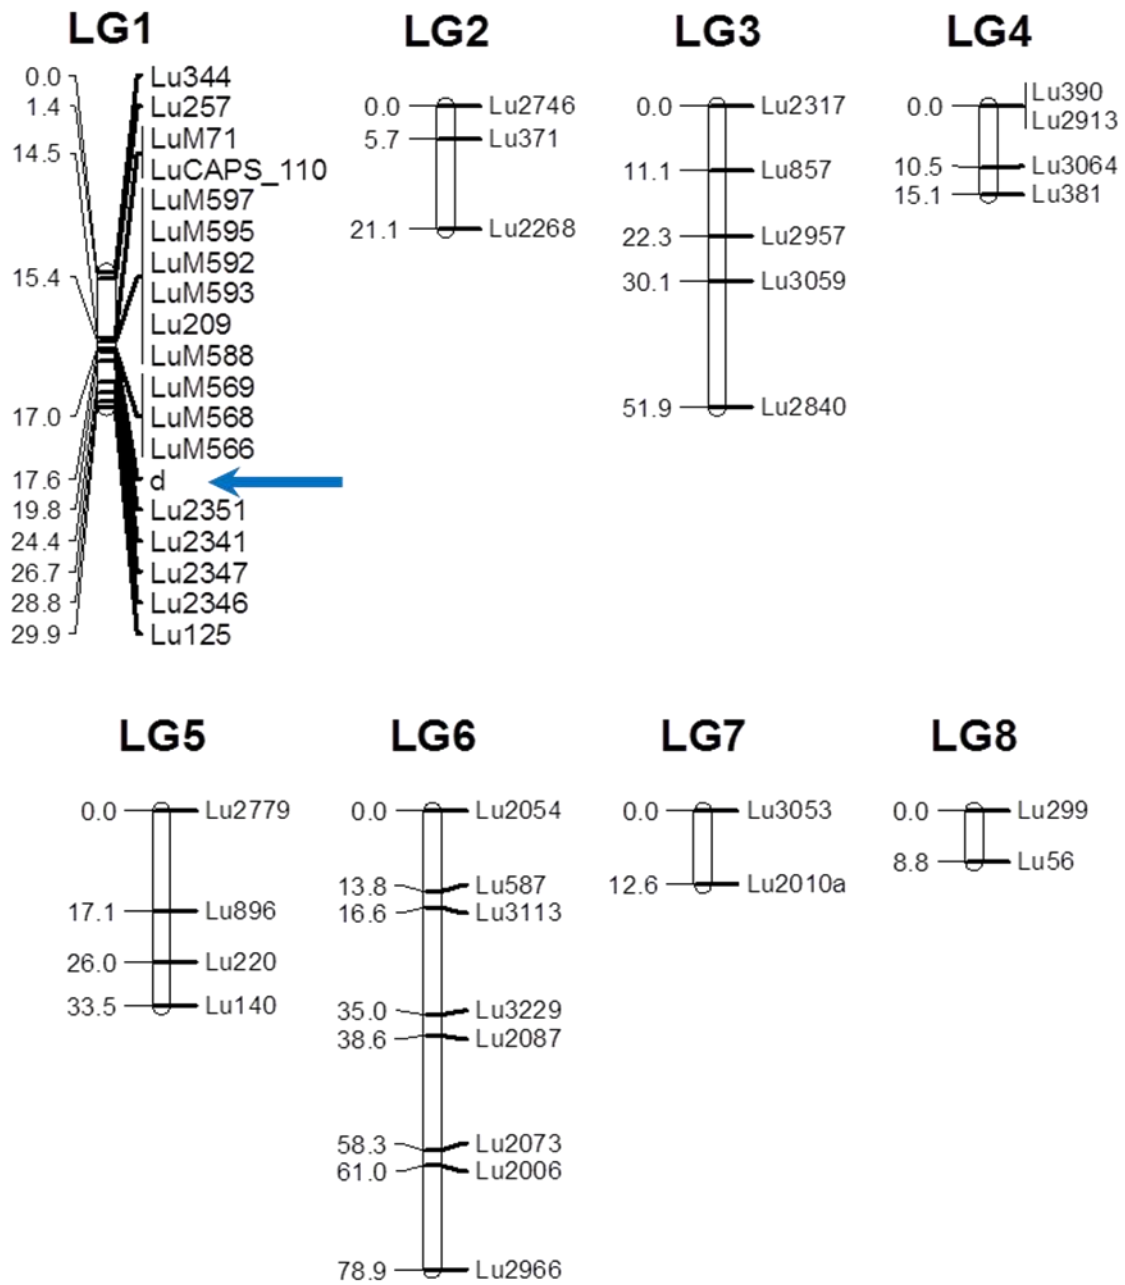 LG1
0.0 Lu344
1.4 Lu257
LuM71
14.5
LuCAPS_110
LuM597
LuM595
LuM592
15.4
LuM593
Lu209
LuM588
LuM569
17.0 LuM568
LuM566
17.6 d
19.8 Lu2351
24.4 Lu2341
26.7 Lu2347
28.8 Lu2346
29.9 Lu125
LG2
0.0 Lu2746
5.7 Lu371
21.1 Lu2268
LG3
0.0 Lu2317
11.1 Lu857
22.3 Lu2957
30.1 Lu3059
51.9 Lu2840
LG4
Lu390
0.0
Lu2913
10.5 Lu3064
15.1 Lu381
LG5
0.0 Lu2779
17.1 Lu896
26.0 Lu220
33.5 Lu140
LG6
0.0 Lu2054
13.8 Lu587
16.6 Lu3113
35.0 Lu3229
38.6 Lu2087
58.3 Lu2073
61.0 Lu2006
78.9 Lu2966
LG7
0.0 Lu3053
12.6 Lu2010a
LG8
0.0 Lu299
8.8 Lu56